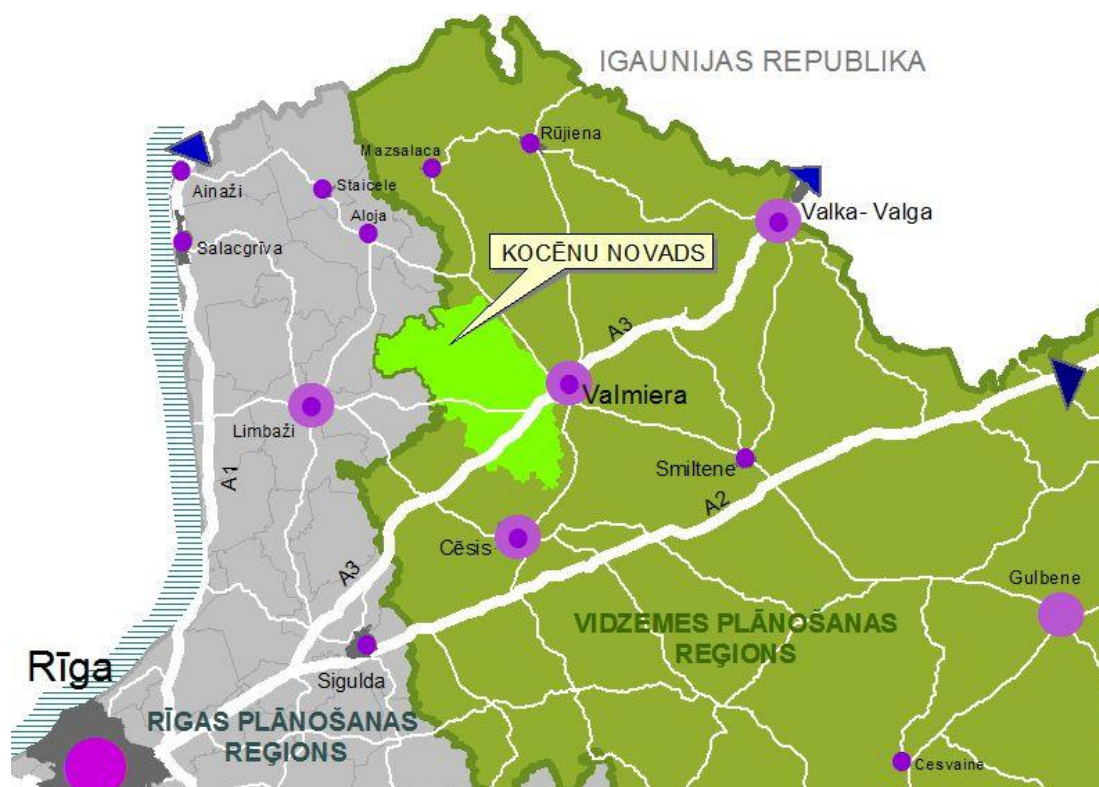 IGAUNIJAS REPUBLIKA
Rūjiena
Mazsalaca
Ainaži
Staicele
Aloja
Valka- Valga
Salacgrīva
KOCĒNU NOVADS
A3
Valmiera
Limbaži
A1
Smiltene
A2
Cēsis
A3
Gulbene
VIDZEMES PLĀNOŠANAS
REĢIONS
Rīga
Sigulda
RĪGAS PLĀNOŠANAS
REĢIONS
Cesvaine